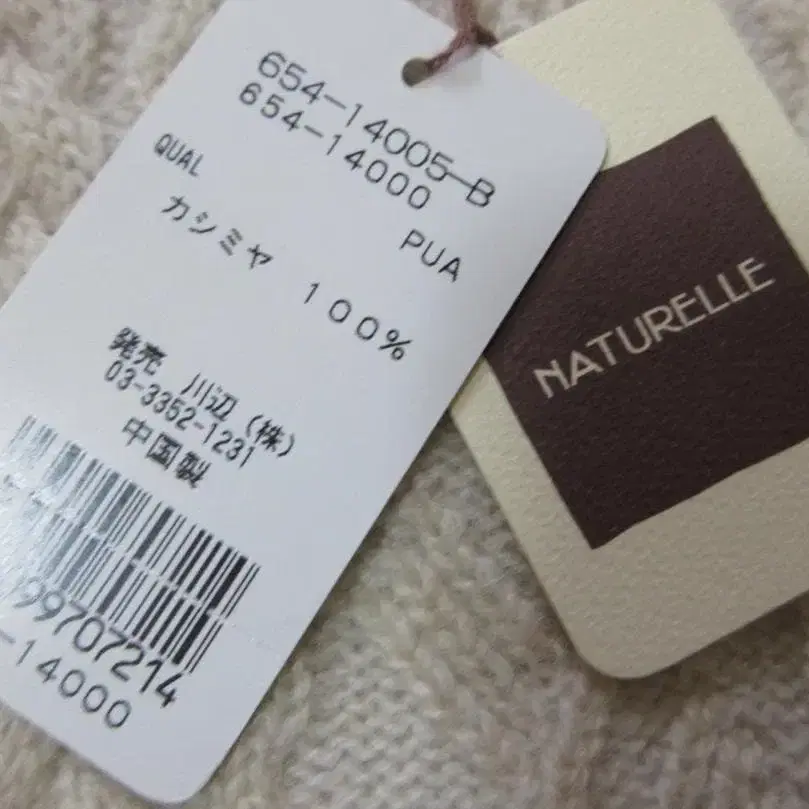 654-14005-B
654-14000
PUA
QUAL
カシミヤ 100%
発売 川辺(株)
03-3352-1231
中国製
99707214
-14000
NATURELLE